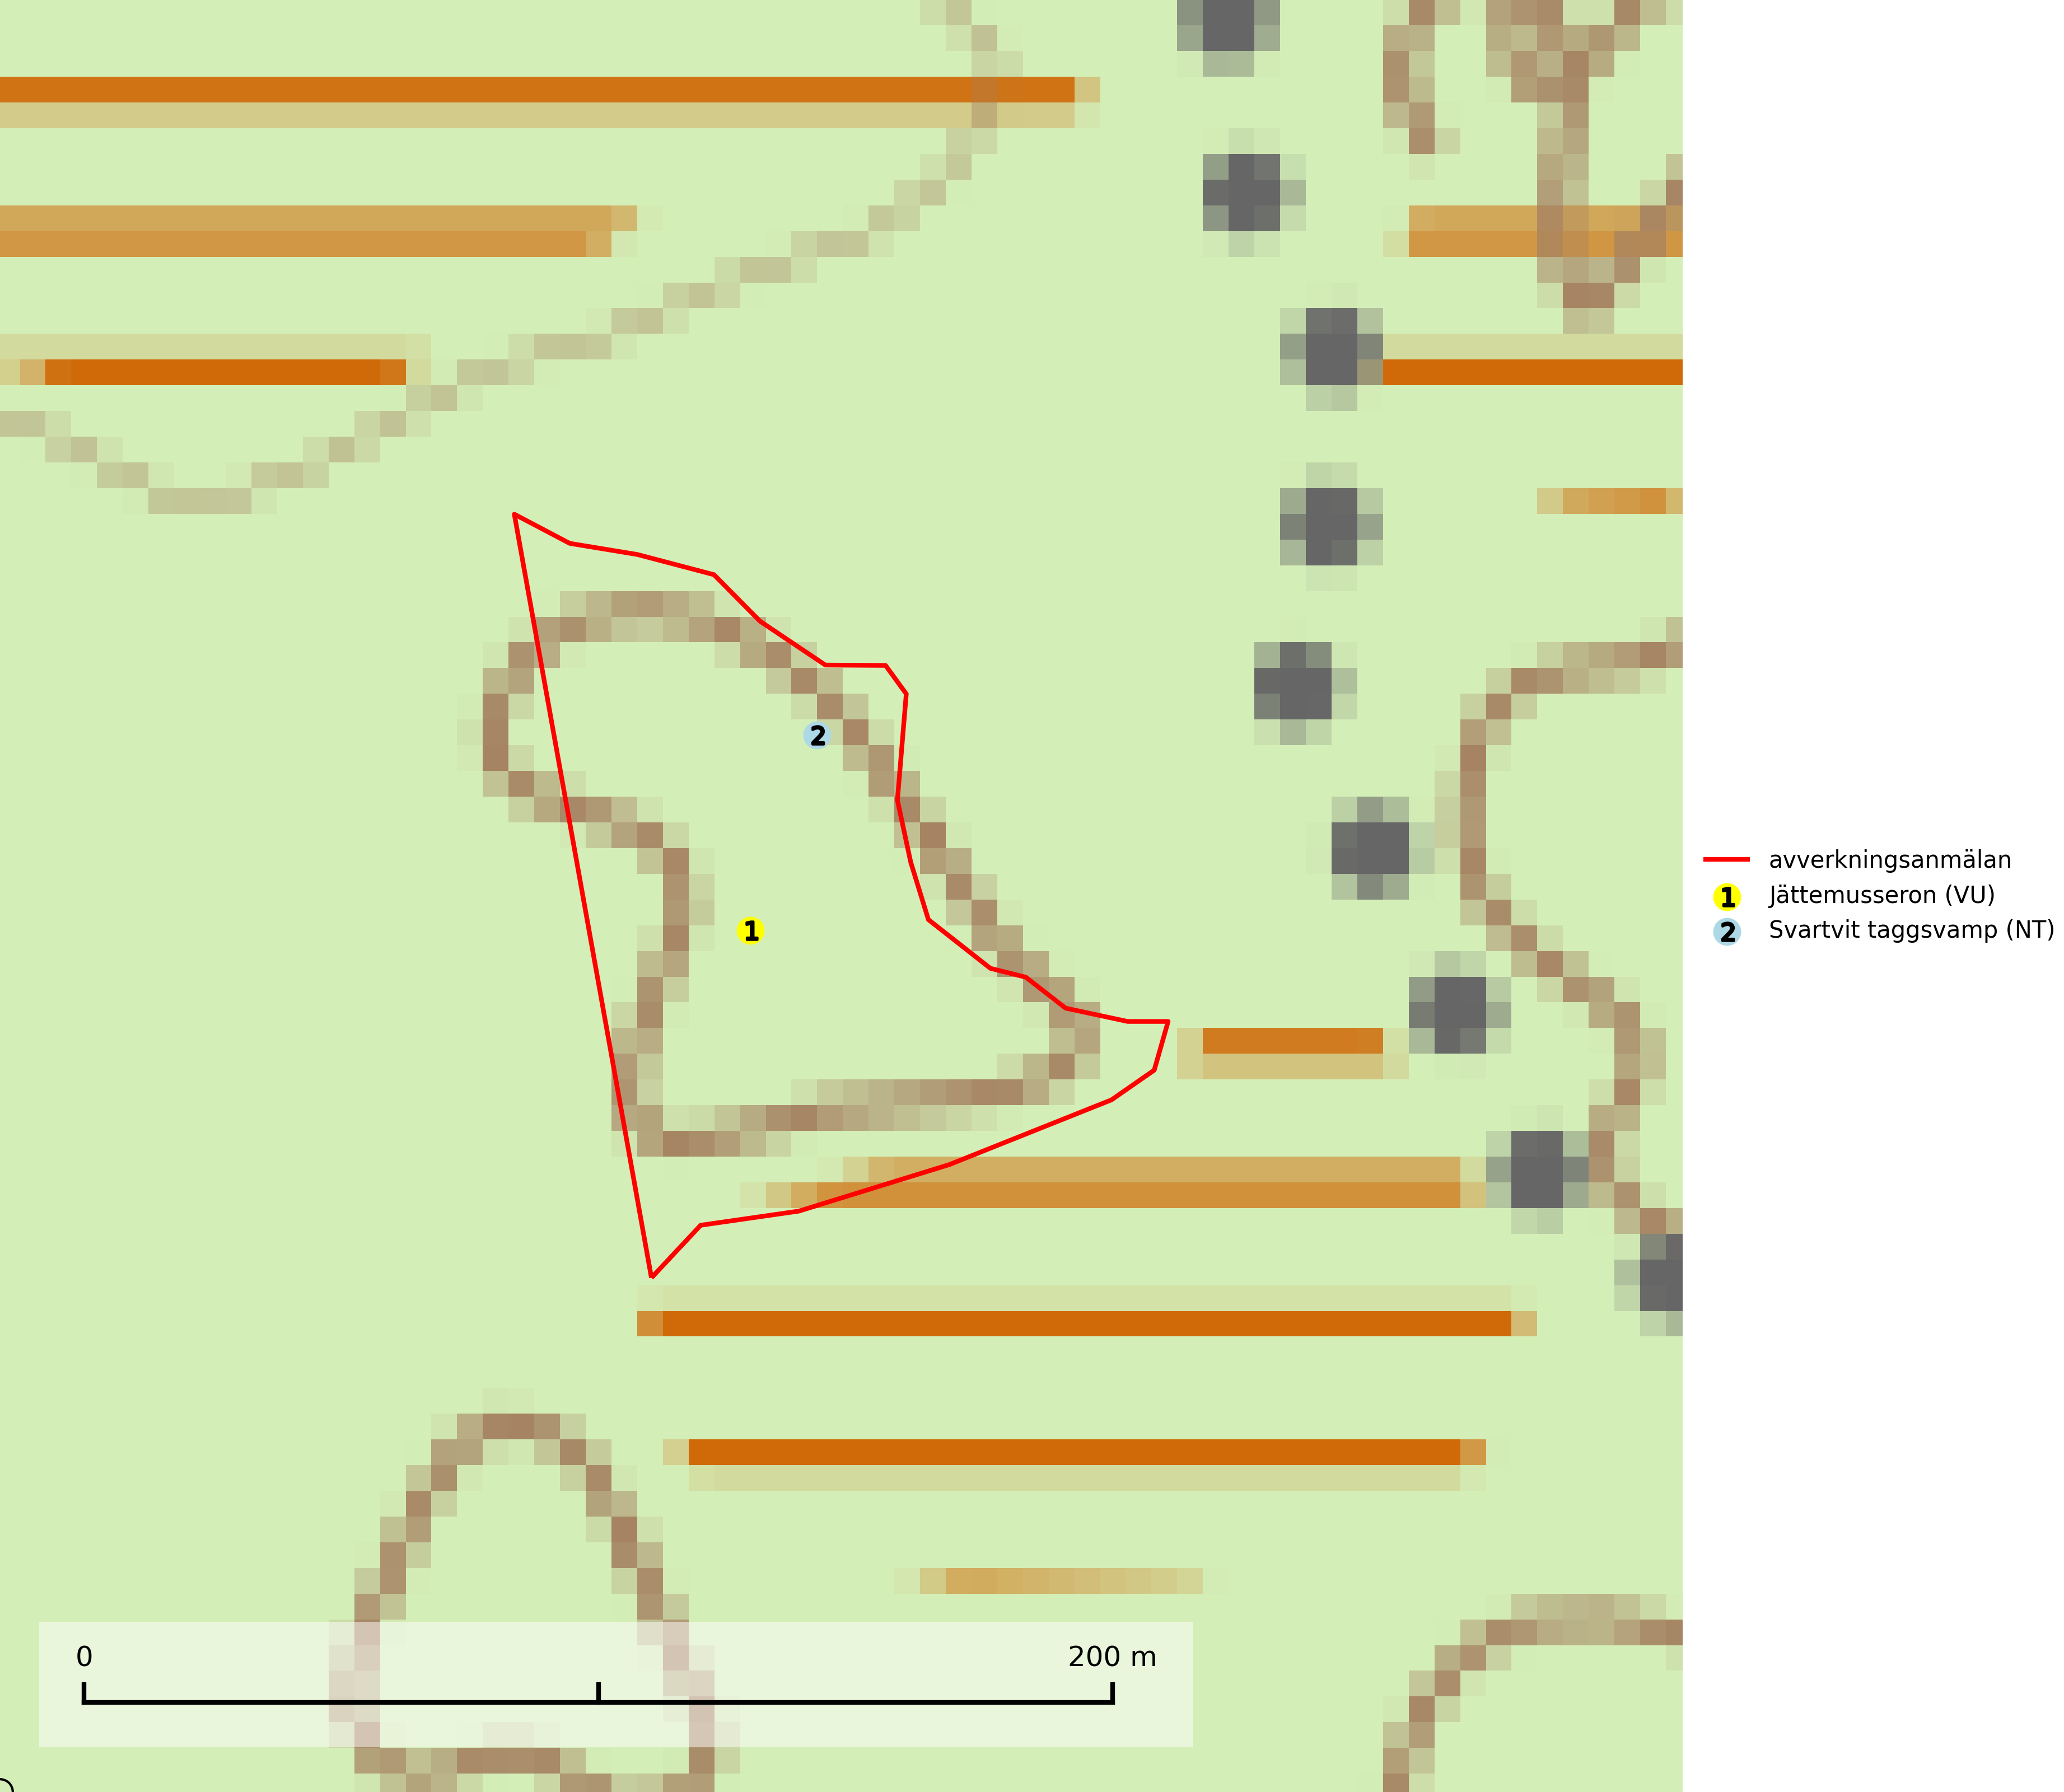 2
1
avverkningsanmälan
1 Jättemusseron (VU)
2 Svartvit taggsvamp (NT)
0 200 m